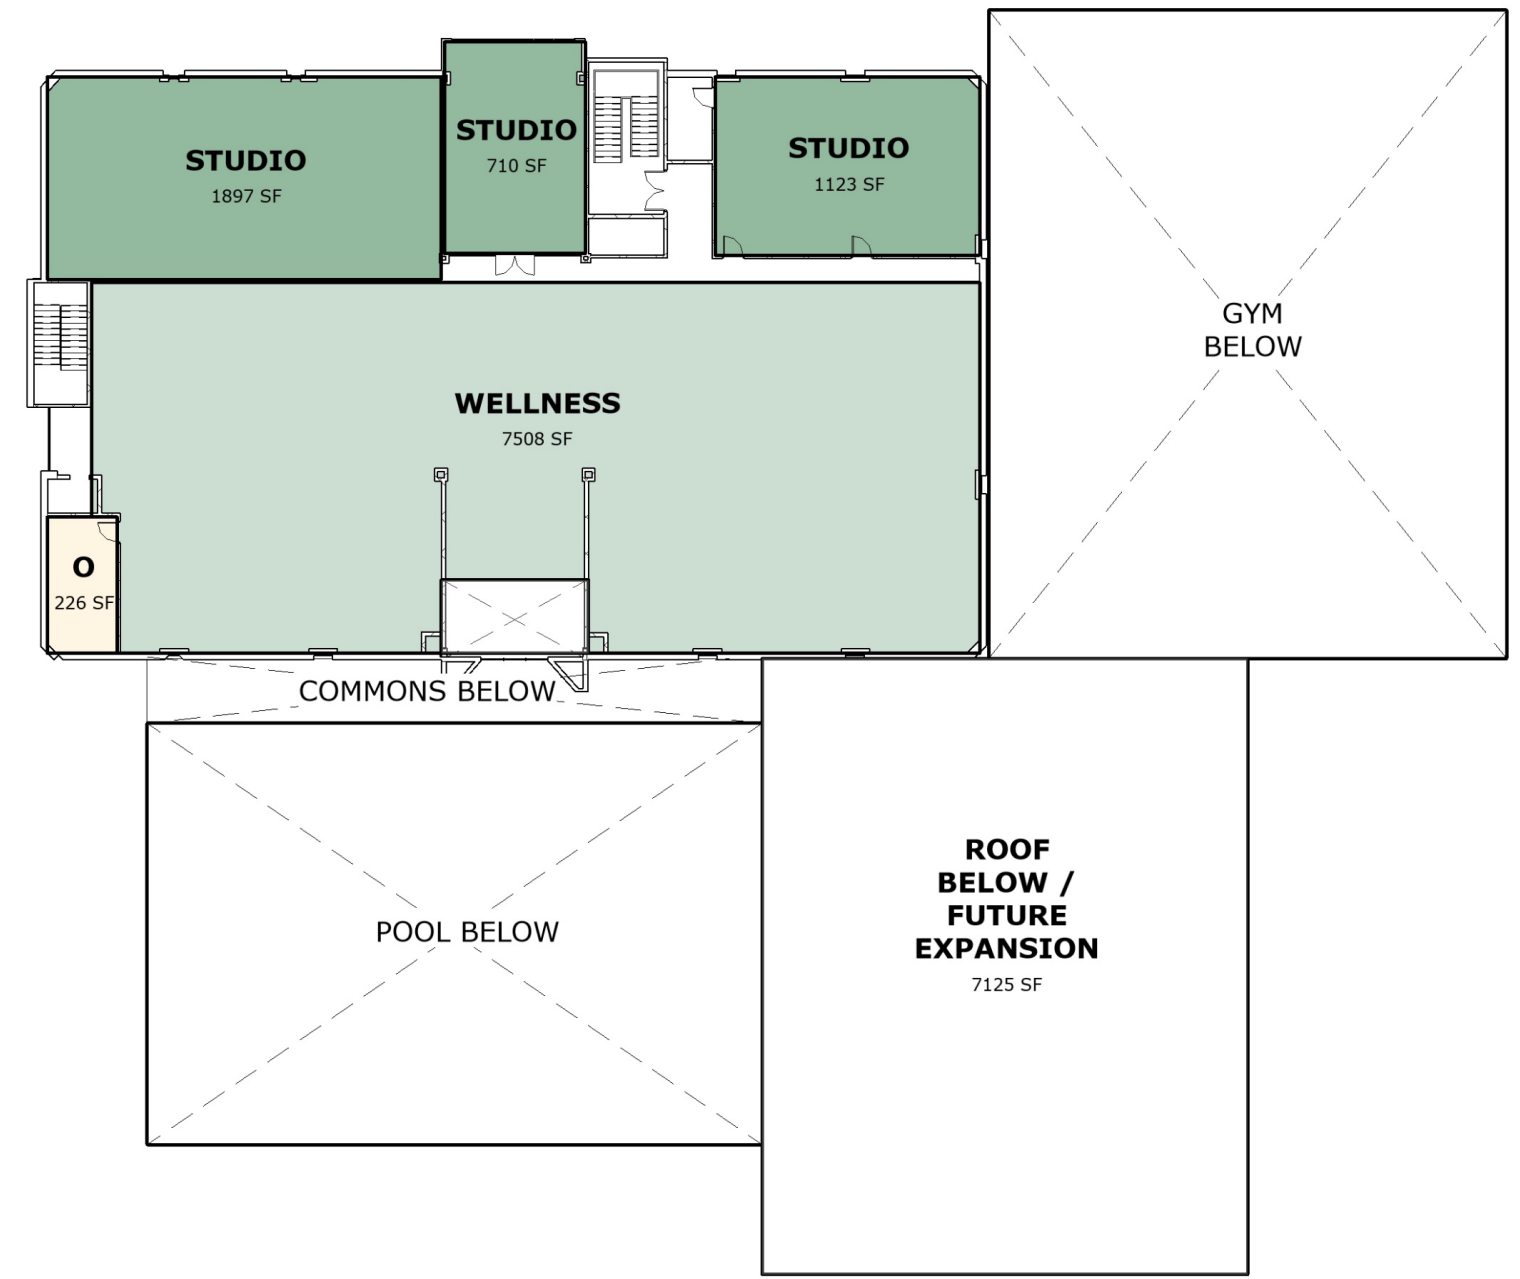 STUDIO
1897 SF
STUDIO
710 SF
STUDIO
1123 SF
GYM
BELOW
WELLNESS
7508 SF
O
226 SF
COMMONS BELOW
POOL BELOW
ROOF
BELOW /
FUTURE
EXPANSION
7125 SF